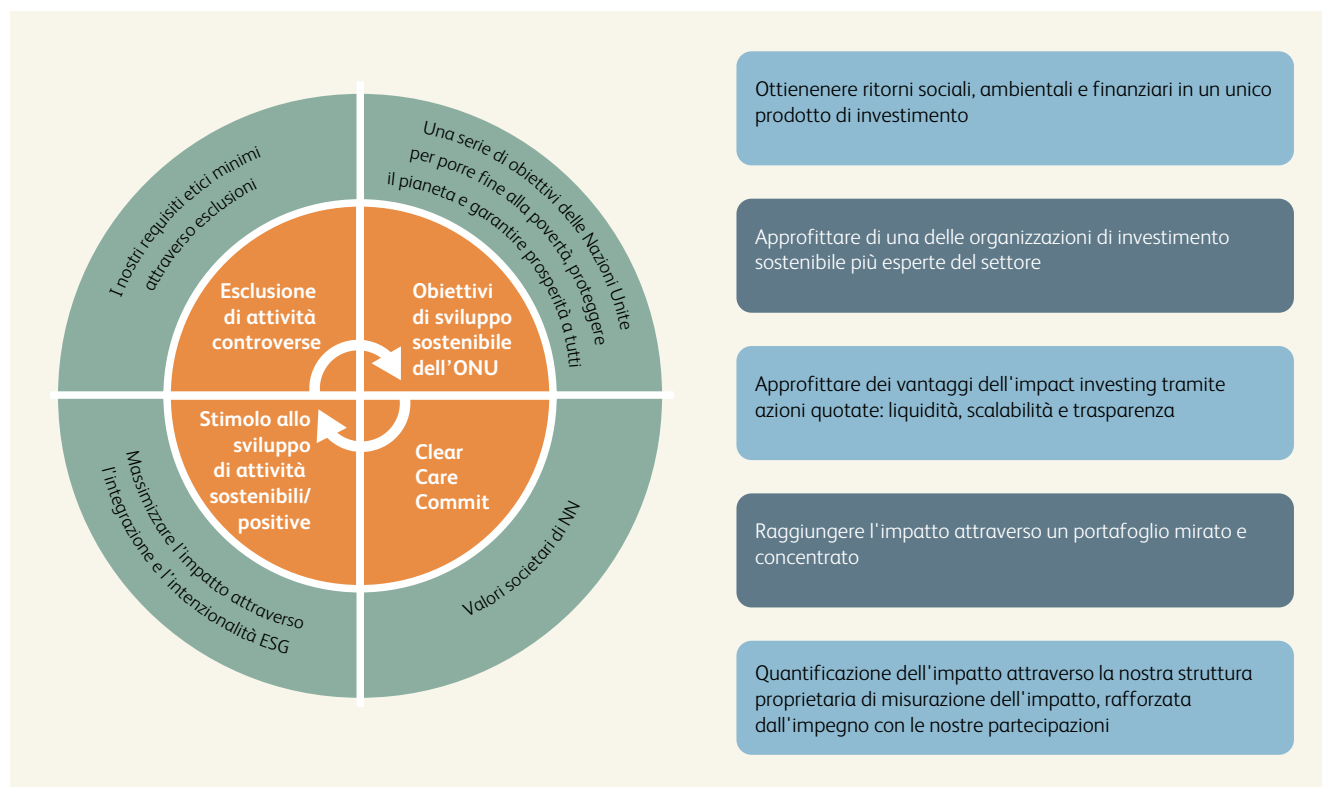 I nostri requisiti etici minimi
attraverso esclusioni
Una serie di obiettivi delle Nazioni Unite
per porre fine alla povertà, proteggere
il pianeta e garantire prosperità a tutti
Esclusione
di attività
controverse
Obiettivi
di sviluppo
sostenibile
dell'ONU
Stimolo allo
sviluppo
di attività
sostenibili/
positive
Clear
Care
Commit
Massimizzare l'impatto attraverso
l'integrazione e l'intenzionalità ESG
Valori societari di NN
Ottienenere ritorni sociali, ambientali e finanziari in un unico
prodotto di investimento
Approfittare di una delle organizzazioni di investimento
sostenibile più esperte del settore
Approfittare dei vantaggi dell'impact investing tramite
azioni quotate: liquidità, scalabilità e trasparenza
Raggiungere l'impatto attraverso un portafoglio mirato e
concentrato
Quantificazione dell'impatto attraverso la nostra struttura
proprietaria di misurazione dell'impatto, rafforzata
dall'impegno con le nostre partecipazioni